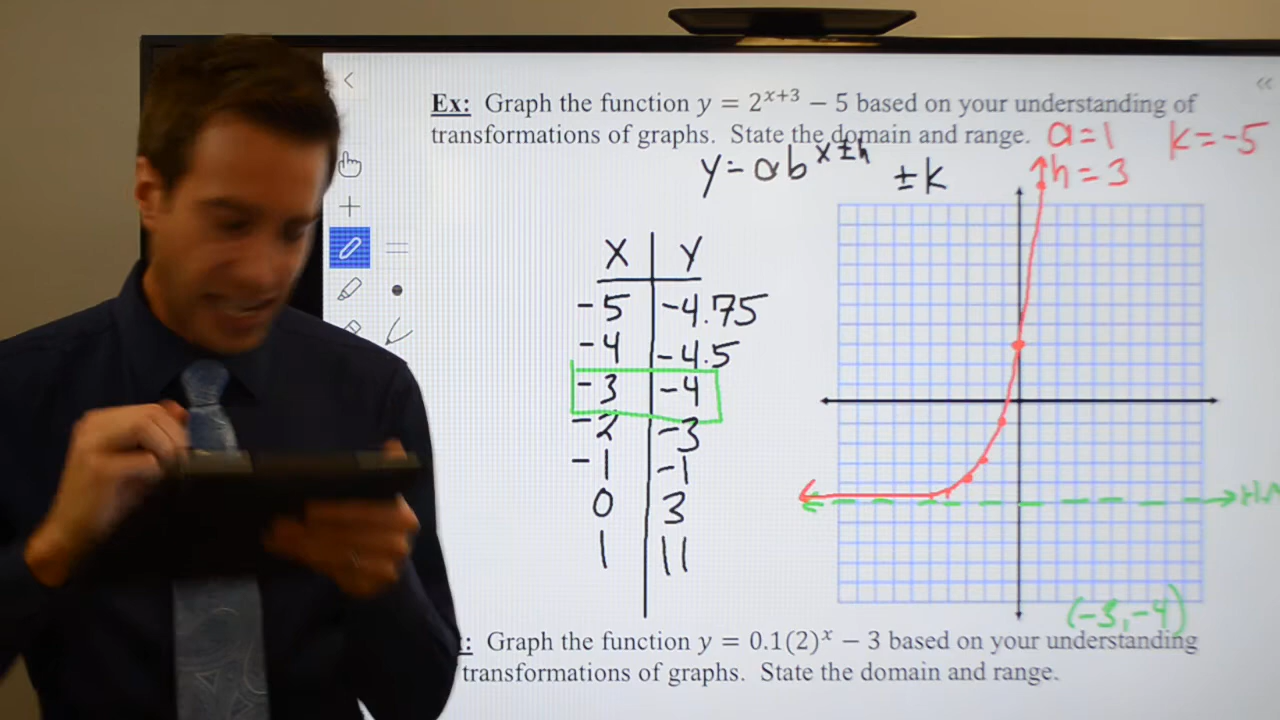 Ex: Graph the function y = 2^{x+3} − 5 based on your understanding of
transformations of graphs. State the domain and range.
a=1 k=-5
y=ab^{x±h} ±k
h=3
X Y
-5 -4.75
-4 -4.5
-3 -4
-2 -3
-1 -1
0 3
1 11
(-3,-4)
: Graph the function y = 0.1(2)^x − 3 based on your understanding
transformations of graphs. State the domain and range.